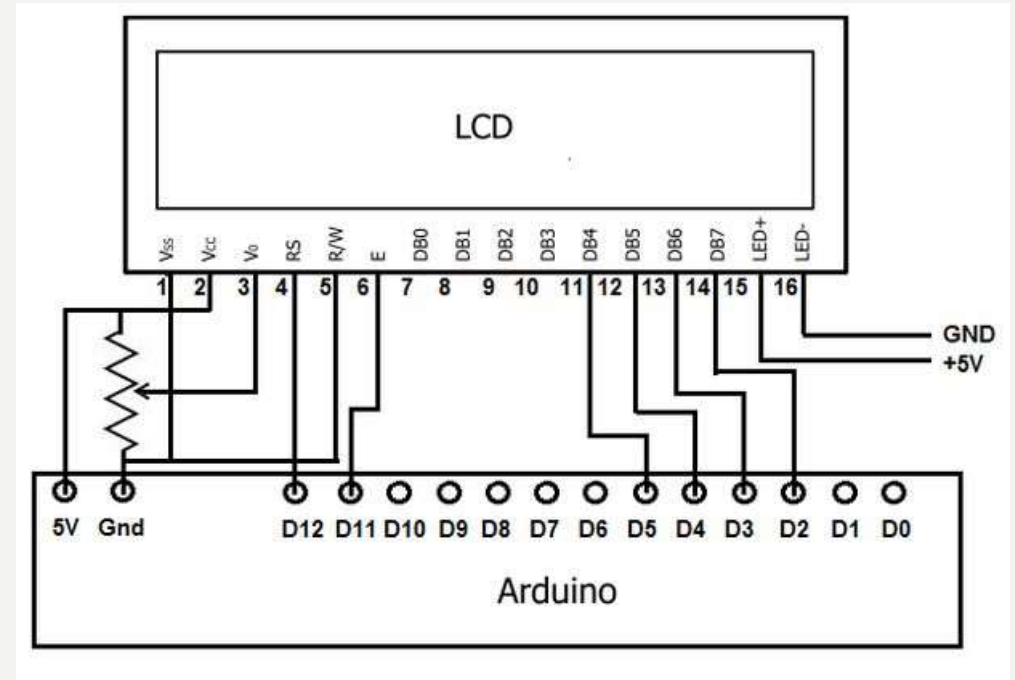 LCD
Vss Vcc V0 RS R/W E DB0 DB1 DB2 DB3 DB4 DB5 DB6 DB7 LED+ LED-
1 2 3 4 5 6 7 8 9 10 11 12 13 14 15 16
GND
+5V
5V Gnd D12 D11 D10 D9 D8 D7 D6 D5 D4 D3 D2 D1 D0
Arduino